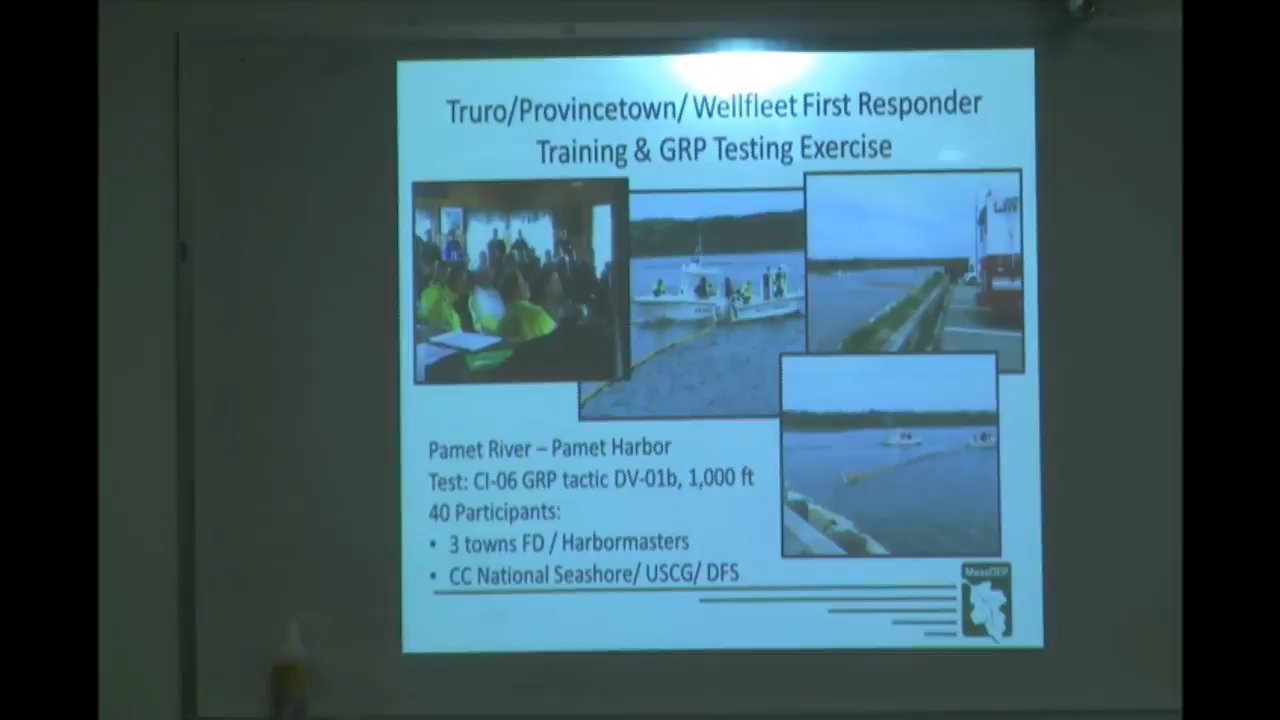 Truro/Provincetown/ Wellfleet First Responder
Training & GRP Testing Exercise
Pamet River – Pamet Harbor
Test: CI-06 GRP tactic DV-01b, 1,000 ft
40 Participants:
• 3 towns FD / Harbormasters
• CC National Seashore/ USCG/ DFS
MassDEP